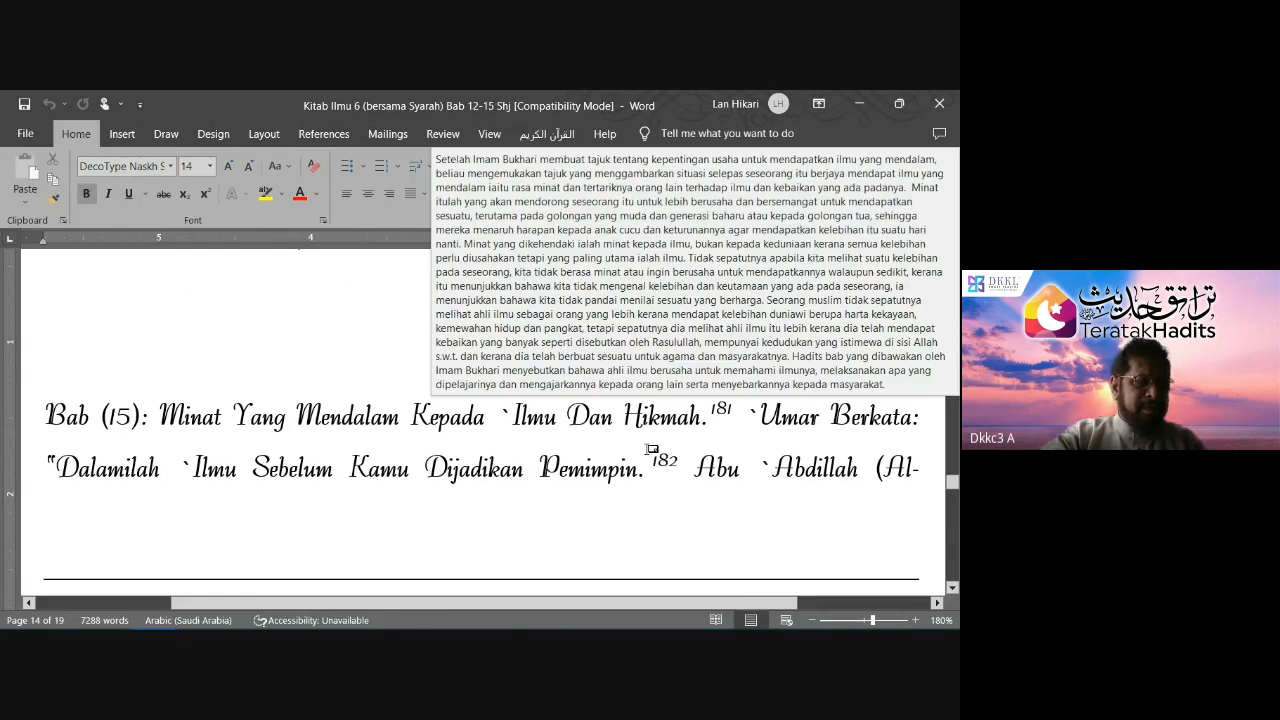 Kitab Ilmu 6 (bersama Syarah) Bab 12-15 Shj [Compatibility Mode] - Word
Lan Hikari LH
File Home Insert Draw Design Layout References Mailings Review View القرآن الكريم Help Tell me what you want to do
Paste
Clipboard
DecoType Naskh S 14 Aa
B I U abc x₂ x² A
Font
Setelah Imam Bukhari membuat tajuk tentang kepentingan usaha untuk mendapatkan ilmu yang mendalam,
beliau mengemukakan tajuk yang menggambarkan situasi selepas seseorang itu berjaya mendapat ilmu yang
mendalam iaitu rasa minat dan tertariknya orang lain terhadap ilmu dan kebaikan yang ada padanya. Minat
itulah yang akan mendorong seseorang itu untuk lebih berusaha dan bersemangat untuk mendapatkan
sesuatu, terutama pada golongan yang muda dan generasi baharu atau kepada golongan tua, sehingga
mereka menaruh harapan kepada anak cucu dan keturunannya agar mendapatkan kelebihan itu suatu hari
nanti. Minat yang dikehendaki ialah minat kepada ilmu, bukan kepada keduniaan kerana semua kelebihan
perlu diusahakan tetapi yang paling utama ialah ilmu. Tidak sepatutnya apabila kita melihat suatu kelebihan
pada seseorang, kita tidak berasa minat atau ingin berusaha untuk mendapatkannya walaupun sedikit, kerana
itu menunjukkan bahawa kita tidak mengenal kelebihan dan keutamaan yang ada pada seseorang, ia
menunjukkan bahawa kita tidak pandai menilai sesuatu yang berharga. Seorang muslim tidak sepatutnya
melihat ahli ilmu sebagai orang yang lebih kerana mendapat kelebihan duniawi berupa harta kekayaan,
kemewahan hidup dan pangkat, tetapi sepatutnya dia melihat ahli ilmu itu lebih kerana dia telah mendapat
kebaikan yang banyak seperti disebutkan oleh Rasulullah, mempunyai kedudukan yang istimewa di sisi Allah
s.w.t. dan kerana dia telah berbuat sesuatu untuk agama dan masyarakatnya. Hadits bab yang dibawakan oleh
Imam Bukhari menyebutkan bahawa ahli ilmu berusaha untuk memahami ilmunya, melaksanakan apa yang
dipelajarinya dan mengajarkannya kepada orang lain serta menyebarkannya kepada masyarakat.
5 4
1
2
Bab (15): Minat Yang Mendalam Kepada `Ilmu Dan Hikmah.181 `Umar Berkata:
"Dalamilah `Ilmu Sebelum Kamu Dijadikan Pemimpin.182 Abu `Abdillah (Al-
Page 14 of 19 7288 words Arabic (Saudi Arabia) Accessibility: Unavailable 180%
DKKL
تراتق حديث
TeratakHadits
Dkkc3 A